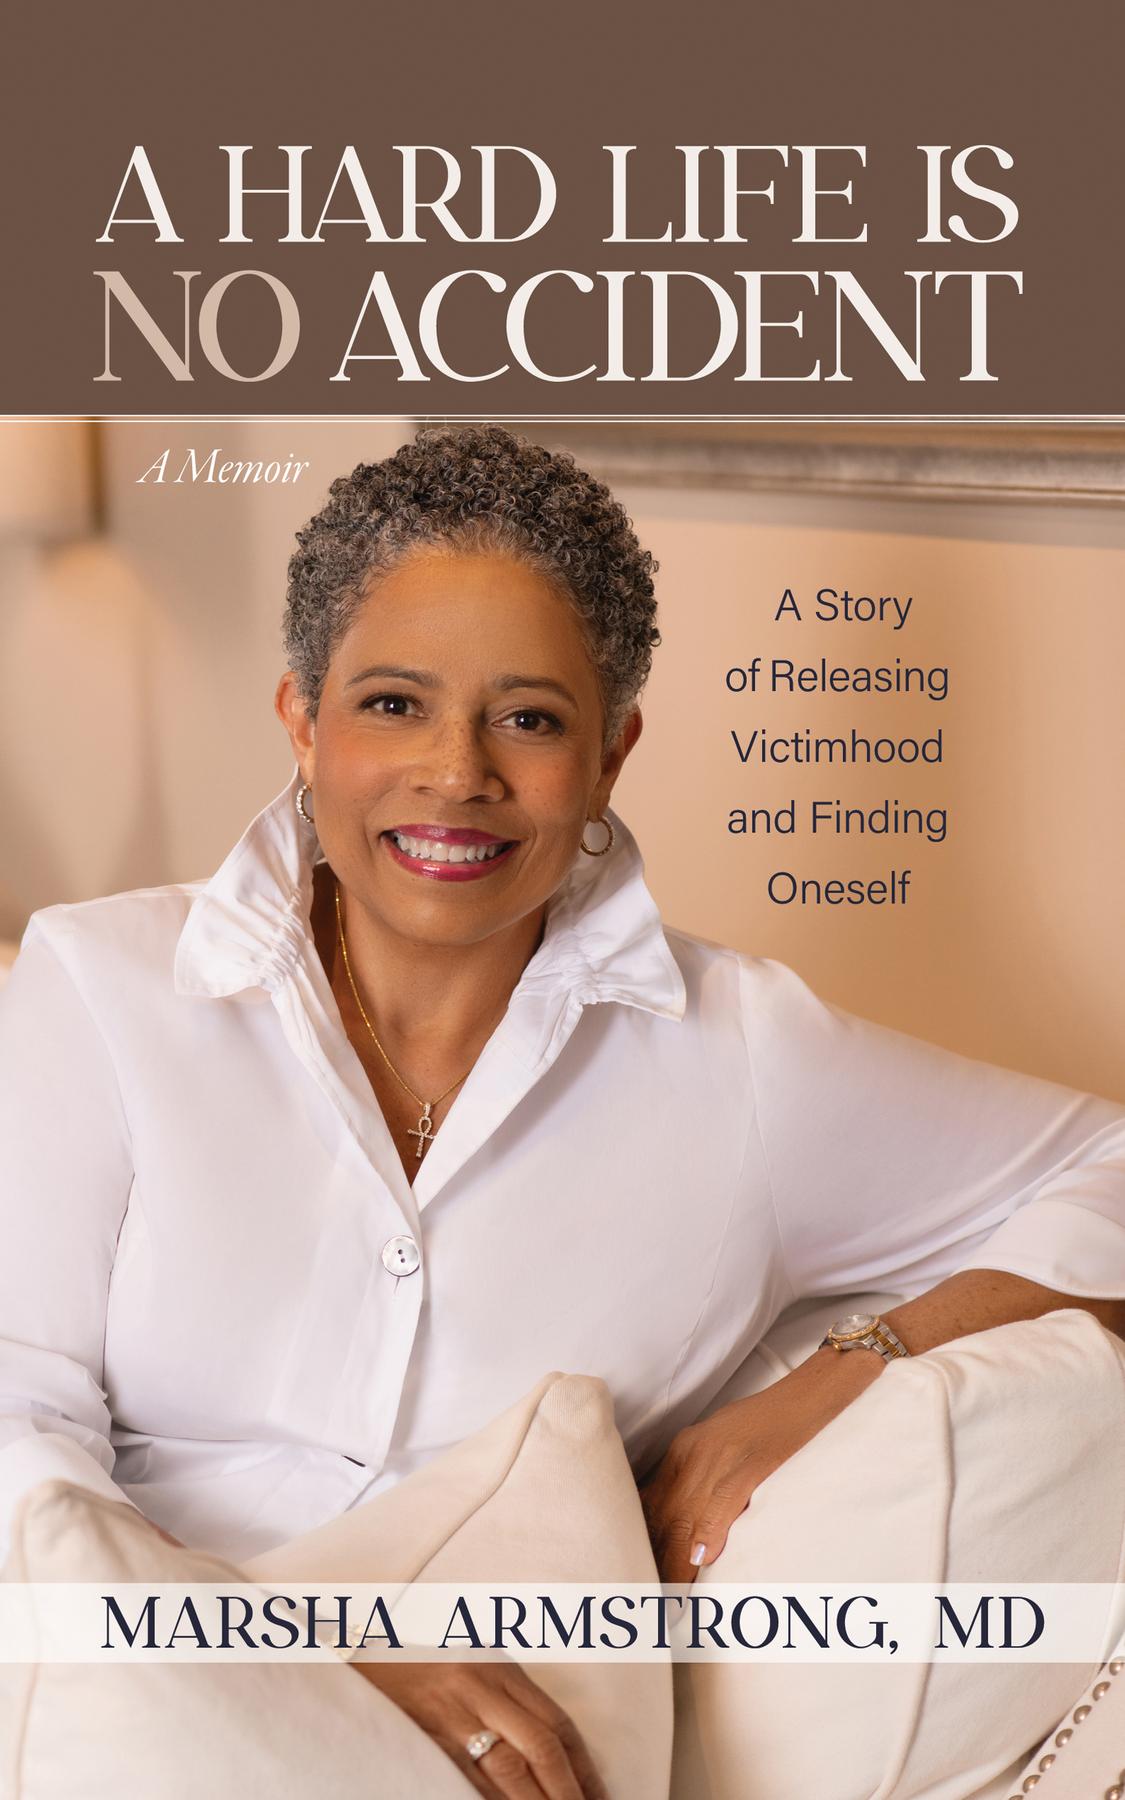 A HARD LIFE IS
NO ACCIDENT
A Memoir
A Story
of Releasing
Victimhood
and Finding
Oneself
MARSHA ARMSTRONG, MD